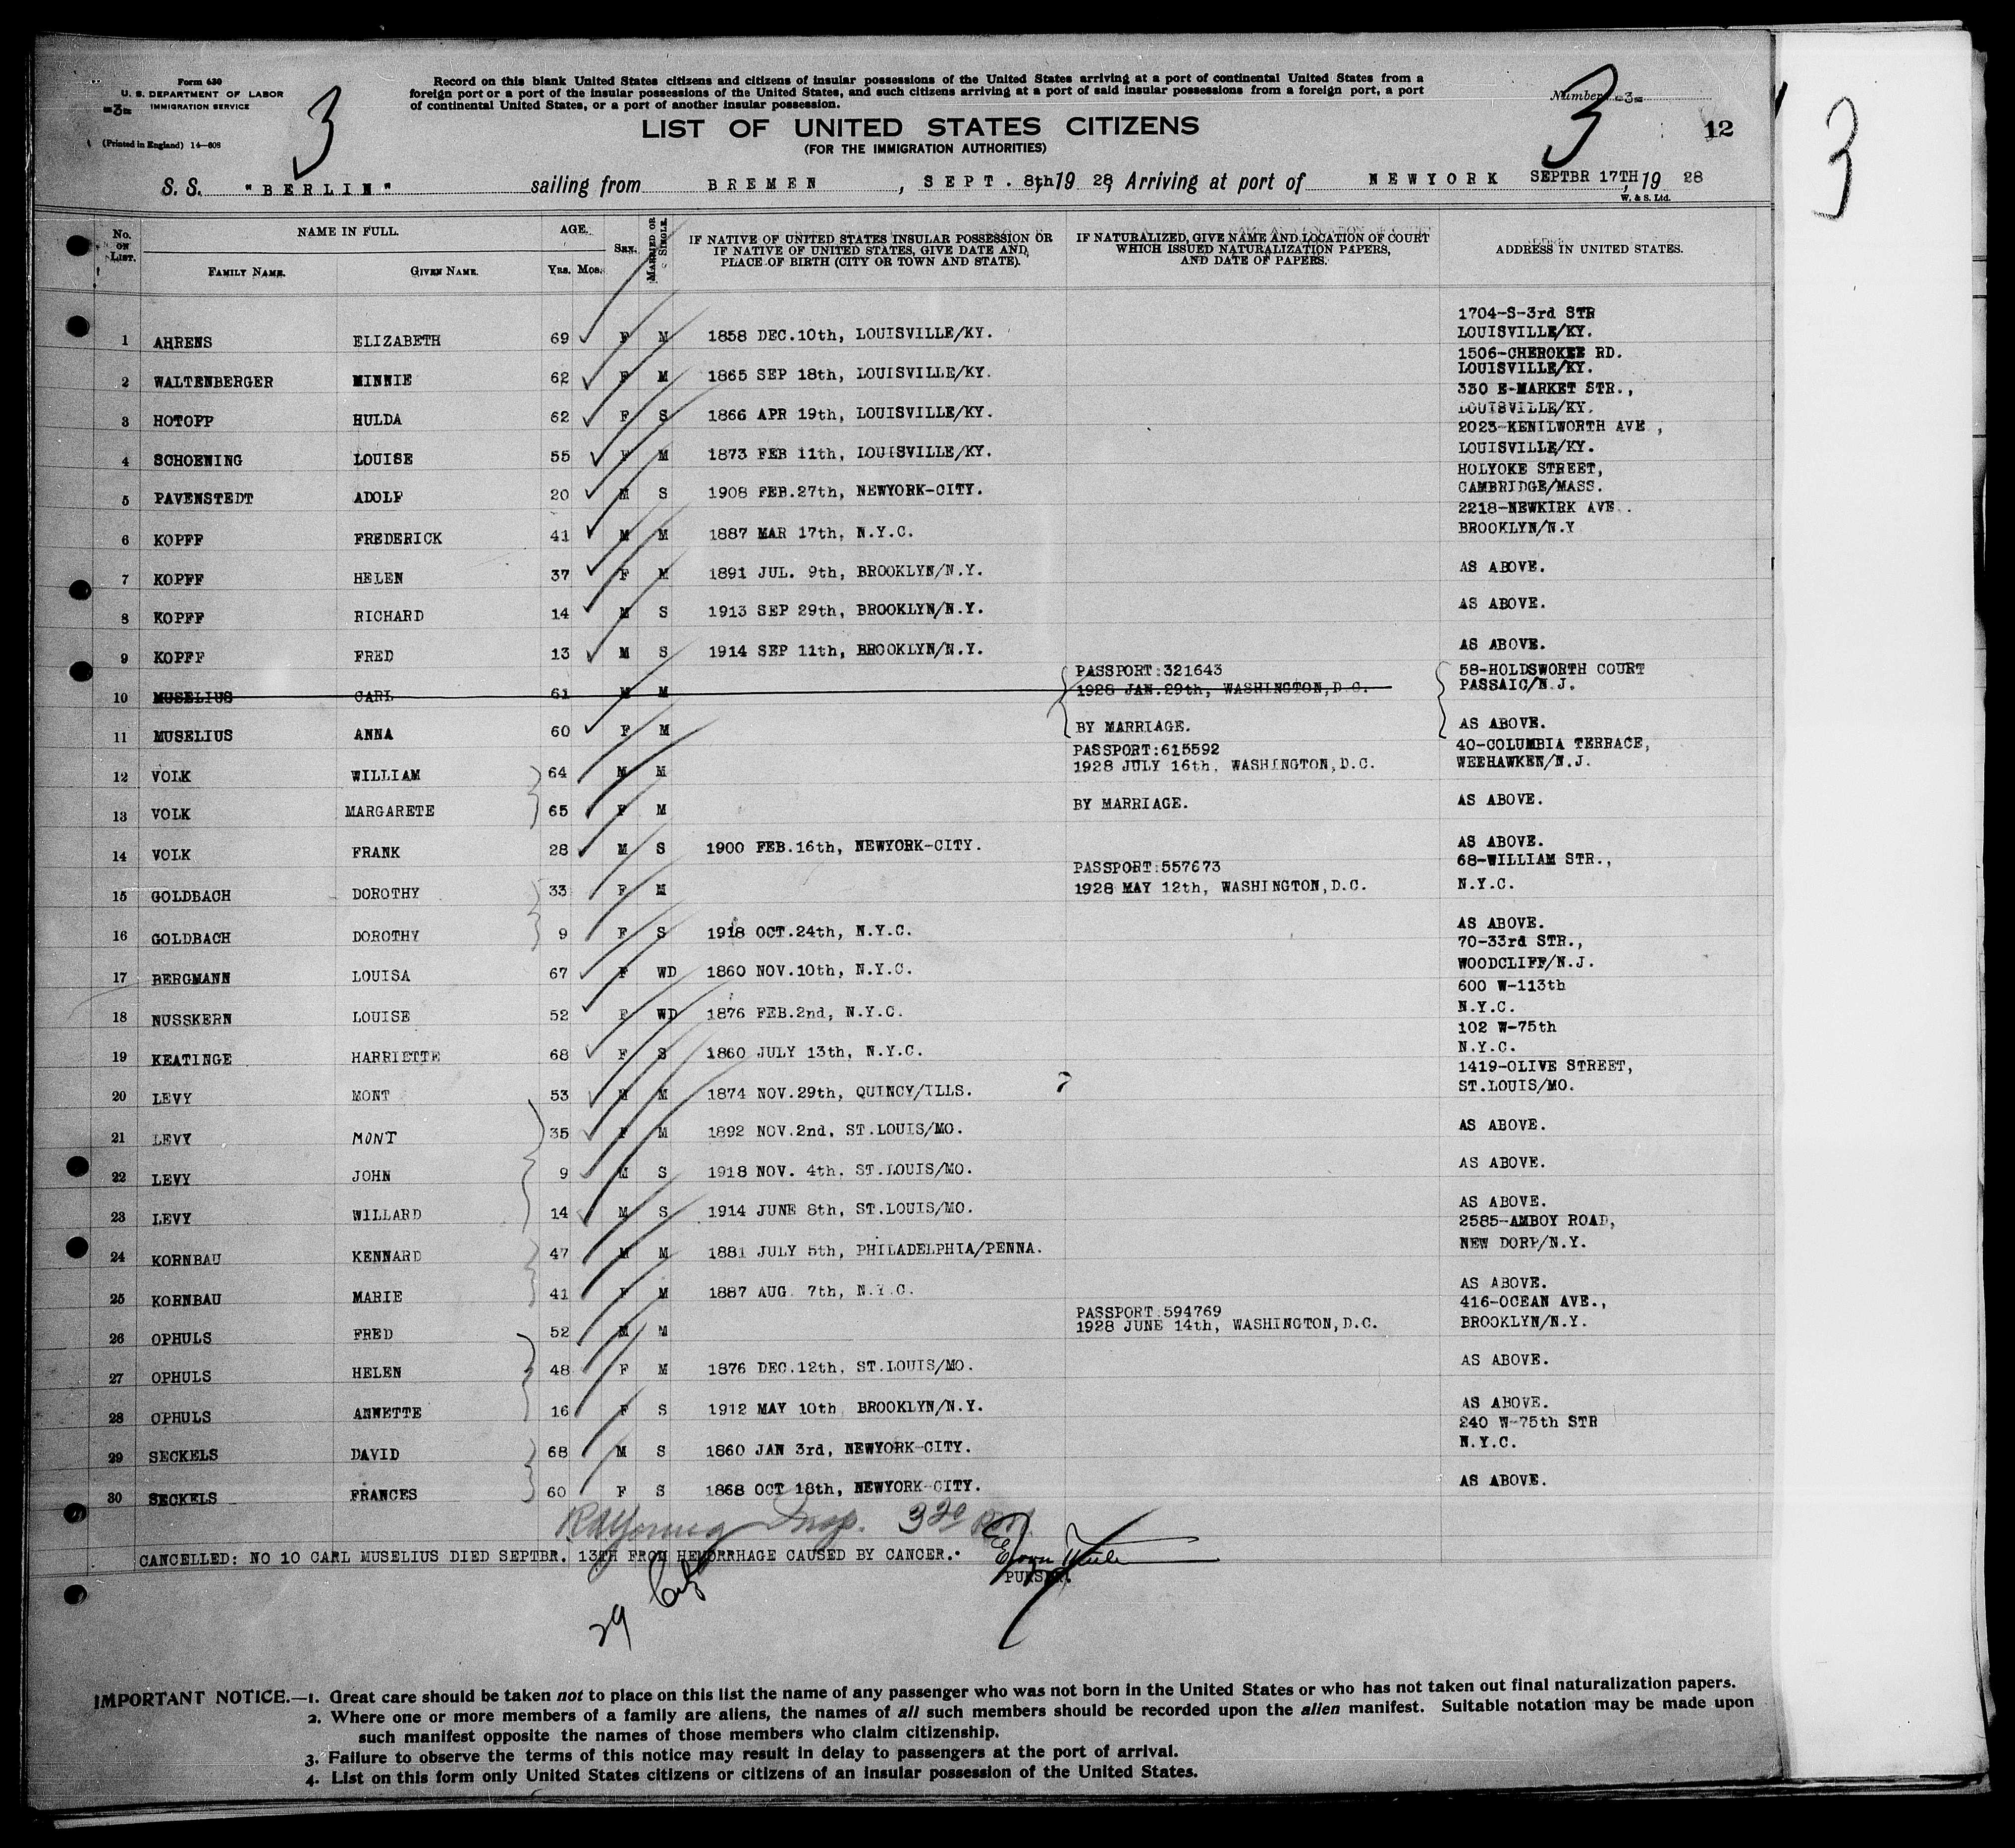 Form 630
U. S. DEPARTMENT OF LABOR
IMMIGRATION SERVICE
-3-
3
(Printed in England) 14—608
Record on this blank United States citizens and citizens of insular possessions of the United States arriving at a port of continental United States from a
foreign port or a port of the insular possessions of the United States, and such citizens arriving at a port of said insular possessions from a foreign port, a port
of continental United States, or a port of another insular possession.
Number -3-
3
12
3
LIST OF UNITED STATES CITIZENS
(FOR THE IMMIGRATION AUTHORITIES)
S. S. "BERLIN" sailing from BREMEN, SEPT. 8th, 19 28, Arriving at port of NEWYORK SEPTBR 17TH, 19 28
W. & S. Ltd.
No. ON LIST. NAME IN FULL. FAMILY NAME. GIVEN NAME. AGE. YRS. MOS. SEX. MARRIED OR SINGLE. IF NATIVE OF UNITED STATES INSULAR POSSESSION OR IF NATIVE OF UNITED STATES, GIVE DATE AND PLACE OF BIRTH (CITY OR TOWN AND STATE). IF NATURALIZED, GIVE NAME AND LOCATION OF COURT WHICH ISSUED NATURALIZATION PAPERS, AND DATE OF PAPERS. ADDRESS IN UNITED STATES.
1704-S-3rd STR
1 AHRENS ELIZABETH 69 F M 1858 DEC.10th, LOUISVILLE/KY. LOUISVILLE/KY.
1506-CHEROKEE RD.
2 WALTENBERGER MINNIE 62 F M 1865 SEP 18th, LOUISVILLE/KY. LOUISVILLE/KY.
330 E-MARKET STR.,
3 HOTOPP HULDA 62 F S 1866 APR 19th, LOUISVILLE/KY. LOUISVILLE/KY.
2023-KENILWORTH AVE ,
4 SCHOENING LOUISE 55 F M 1873 FEB 11th, LOUISVILLE/KY. LOUISVILLE/KY.
HOLYOKE STREET,
5 PAVENSTEDT ADOLF 20 M S 1908 FEB.27th, NEWYORK-CITY. CAMBRIDGE/MASS.
2218-NEWKIRK AVE.
6 KOPFF FREDERICK 41 M M 1887 MAR 17th, N.Y.C. BROOKLYN/N.Y
7 KOPFF HELEN 37 F M 1891 JUL. 9th, BROOKLYN/N.Y. AS ABOVE.
8 KOPFF RICHARD 14 M S 1913 SEP 29th, BROOKLYN/N.Y. AS ABOVE.
9 KOPFF FRED 13 M S 1914 SEP 11th, BROOKLYN/N.Y. AS ABOVE.
PASSPORT:321643 58-HOLDSWORTH COURT
10 MUSELIUS CARL 61 M M 1928 JAN.29th, WASHINGTON,D.C. PASSAIC/N.J.
11 MUSELIUS ANNA 60 F M BY MARRIAGE. AS ABOVE.
PASSPORT:615592 40-COLUMBIA TERRACE,
12 VOLK WILLIAM 64 M M 1928 JULY 16th, WASHINGTON,D.C. WEEHAWKEN/N.J.
13 VOLK MARGARETE 65 F M BY MARRIAGE. AS ABOVE.
14 VOLK FRANK 28 M S 1900 FEB.16th, NEWYORK-CITY. AS ABOVE.
PASSPORT:557673 68-WILLIAM STR.,
15 GOLDBACH DOROTHY 33 F M 1928 MAY 12th, WASHINGTON,D.C. N.Y.C.
16 GOLDBACH DOROTHY 9 F S 1918 OCT.24th, N.Y.C. AS ABOVE.
70-33rd STR.,
17 BERGMANN LOUISA 67 F WD 1860 NOV.10th, N.Y.C. WOODCLIFF/N.J.
600 W-113th
18 NUSSKERN LOUISE 52 F WD 1876 FEB.2nd, N.Y.C. N.Y.C.
102 W-75th
19 KEATINGE HARRIETTE 68 F S 1860 JULY 13th, N.Y.C. N.Y.C.
1419-OLIVE STREET,
20 LEVY MONT 53 M M 1874 NOV.29th, QUINCY/ILLS. ST.LOUIS/MO.
21 LEVY MONT 35 F M 1892 NOV.2nd, ST.LOUIS/MO. AS ABOVE.
22 LEVY JOHN 9 M S 1918 NOV. 4th, ST.LOUIS/MO. AS ABOVE.
23 LEVY WILLARD 14 M S 1914 JUNE 8th, ST.LOUIS/MO. AS ABOVE.
2585-AMBOY ROAD,
24 KORNBAU KENNARD 47 M M 1881 JULY 5th, PHILADELPHIA/PENNA. NEW DORP/N.Y.
25 KORNBAU MARIE 41 F M 1887 AUG. 7th, N.Y.C. AS ABOVE.
PASSPORT:594769 416-OCEAN AVE.,
26 OPHULS FRED 52 M M 1928 JUNE 14th, WASHINGTON,D.C. BROOKLYN/N.Y.
27 OPHULS HELEN 48 F M 1876 DEC.12th, ST.LOUIS/MO. AS ABOVE.
28 OPHULS ANNETTE 16 F S 1912 MAY 10th BROOKLYN/N.Y. AS ABOVE.
240 W-75th STR
29 SECKELS DAVID 68 M S 1860 JAN 3rd, NEWYORK-CITY. N.Y.C.
30 SECKELS FRANCES 60 F S 1868 OCT 18th, NEWYORK-CITY. AS ABOVE.
Young Insp. 3
CANCELLED: NO 10 CARL MUSELIUS DIED SEPTBR. 13TH FROM HEMORRHAGE CAUSED BY CANCER.
PURSER.
29
IMPORTANT NOTICE.—1. Great care should be taken not to place on this list the name of any passenger who was not born in the United States or who has not taken out final naturalization papers.
2. Where one or more members of a family are aliens, the names of all such members should be recorded upon the alien manifest. Suitable notation may be made upon
such manifest opposite the names of those members who claim citizenship.
3. Failure to observe the terms of this notice may result in delay to passengers at the port of arrival.
4. List on this form only United States citizens or citizens of an insular possession of the United States.